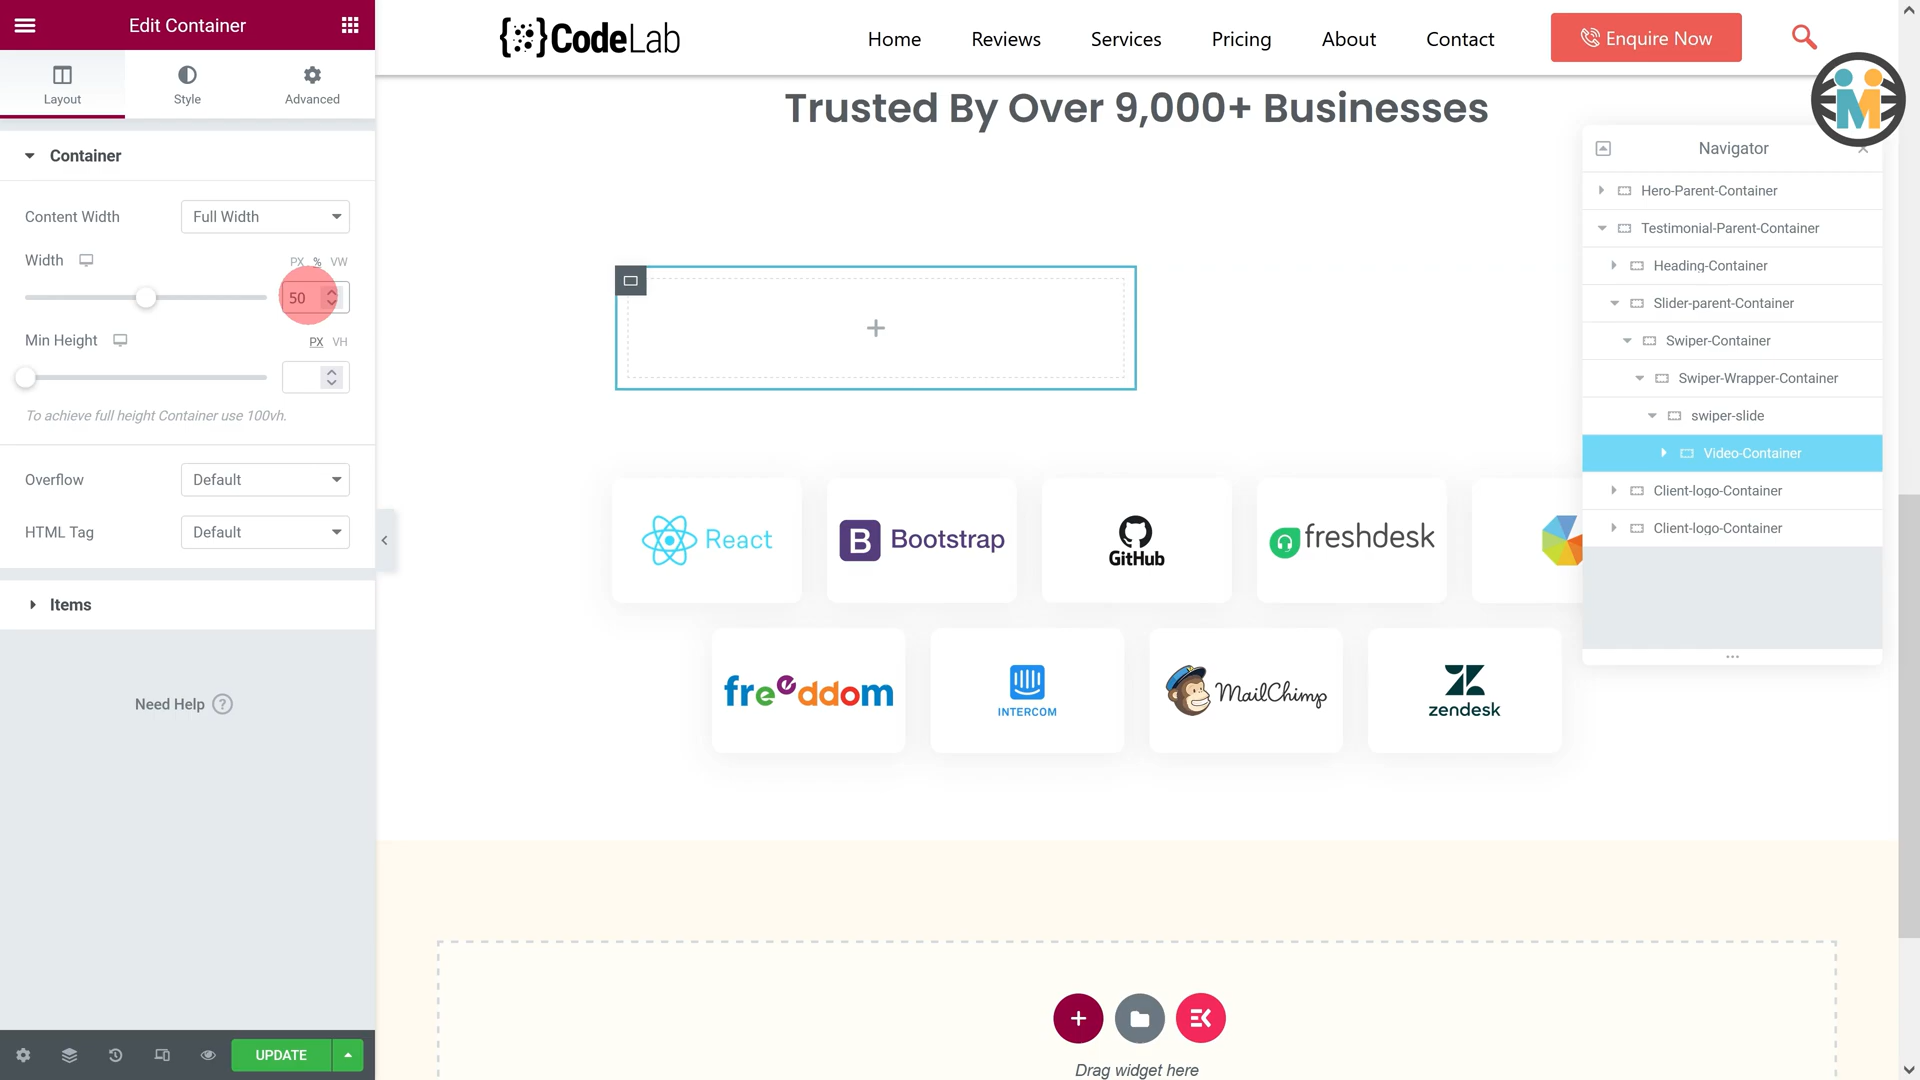 Edit Container
Layout
Style
Advanced
Container
Content Width
Full Width
Width
PX % VW
50
Min Height
PX VH
To achieve full height Container use 100vh.
Overflow
Default
HTML Tag
Default
Items
Need Help ?
UPDATE
{CodeLab
Home
Reviews
Services
Pricing
About
Contact
Enquire Now
M
Trusted By Over 9,000+ Businesses
Navigator
Hero-Parent-Container
Testimonial-Parent-Container
Heading-Container
Slider-parent-Container
Swiper-Container
Swiper-Wrapper-Container
swiper-slide
Video-Container
Client-logo-Container
Client-logo-Container
React
B Bootstrap
GitHub
freshdesk
freeddom
INTERCOM
MailChimp
zendesk
Drag widget here